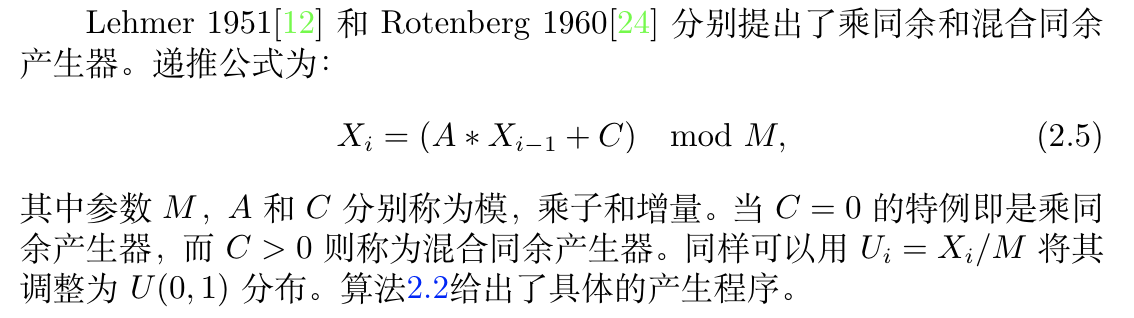 Lehmer 1951[12] 和 Rotenberg 1960[24] 分别提出了乘同余和混合同余
产生器。递推公式为：
X_i = (A ∗ X_{i−1} + C) mod M, (2.5)
其中参数 M, A 和 C 分别称为模, 乘子和增量。当 C = 0 的特例即是乘同
余产生器, 而 C > 0 则称为混合同余产生器。同样可以用 U_i = X_i/M 将其
调整为 U(0, 1) 分布。算法2.2给出了具体的产生程序。